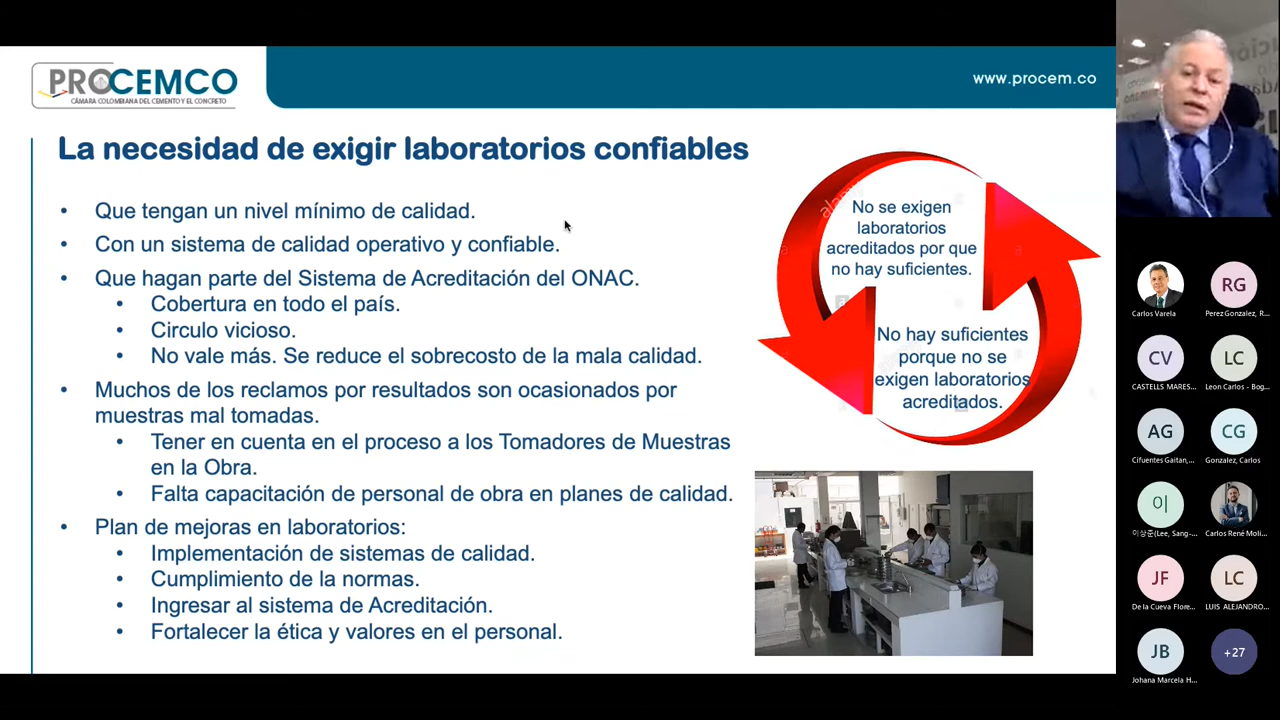 PROCEMCO
CÁMARA COLOMBIANA DEL CEMENTO Y EL CONCRETO
www.procem.co
La necesidad de exigir laboratorios confiables
• Que tengan un nivel mínimo de calidad.
• Con un sistema de calidad operativo y confiable.
• Que hagan parte del Sistema de Acreditación del ONAC.
• Cobertura en todo el país.
• Circulo vicioso.
• No vale más. Se reduce el sobrecosto de la mala calidad.
• Muchos de los reclamos por resultados son ocasionados por
muestras mal tomadas.
• Tener en cuenta en el proceso a los Tomadores de Muestras
en la Obra.
• Falta capacitación de personal de obra en planes de calidad.
• Plan de mejoras en laboratorios:
• Implementación de sistemas de calidad.
• Cumplimiento de la normas.
• Ingresar al sistema de Acreditación.
• Fortalecer la ética y valores en el personal.
No se exigen
laboratorios
acreditados por que
no hay suficientes.
No hay suficientes
porque no se
exigen laboratorios
acreditados.
Carlos Varela
RG
Perez Gonzalez, R...
CV
CASTELLS MARES...
LC
Leon Carlos - Bog...
AG
Cifuentes Gaitan,...
CG
Gonzalez, Carlos
이
이상준(Lee, Sang-...
Carlos René Moli...
JF
De la Cueva Flore...
LC
LUIS ALEJANDRO...
JB
Johana Marcela H...
+27